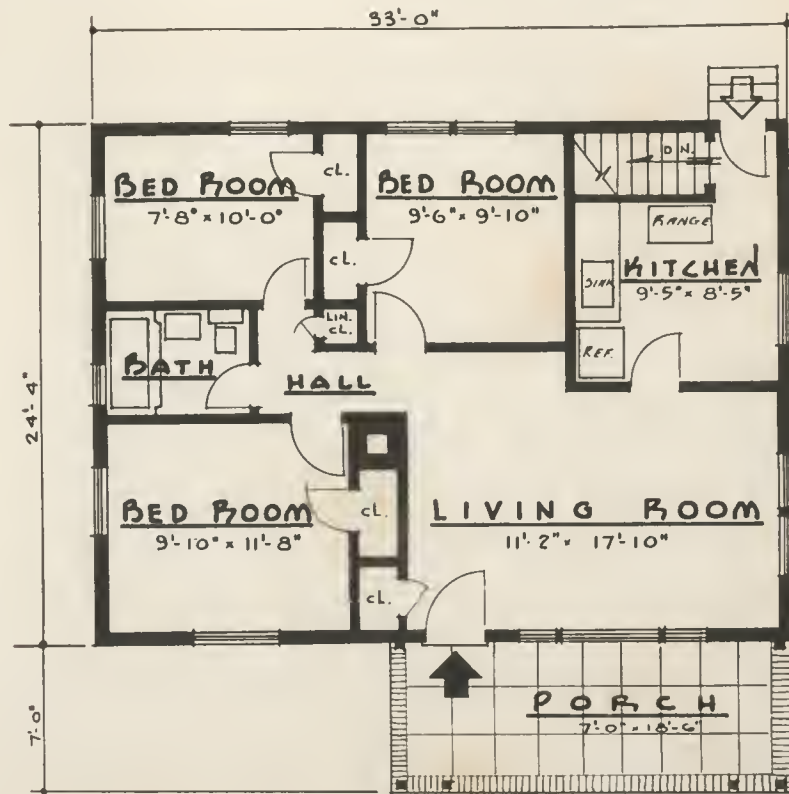 33'-0"
D N.
cL.
BED ROOM
7'-8" x 10'-0"
BED ROOM
9'-6" x 9'-10"
RANGE
cL.
SINK
KITCHEN
9'-5" x 8'-5"
LIN.
cL.
REF.
BATH
HALL
24'-4"
BED ROOM
9'-10" x 11'-8"
cL.
LIVING ROOM
11'-2" x 17'-10"
cL.
PORCH
7'-0" x 18'-6"
7'-0"